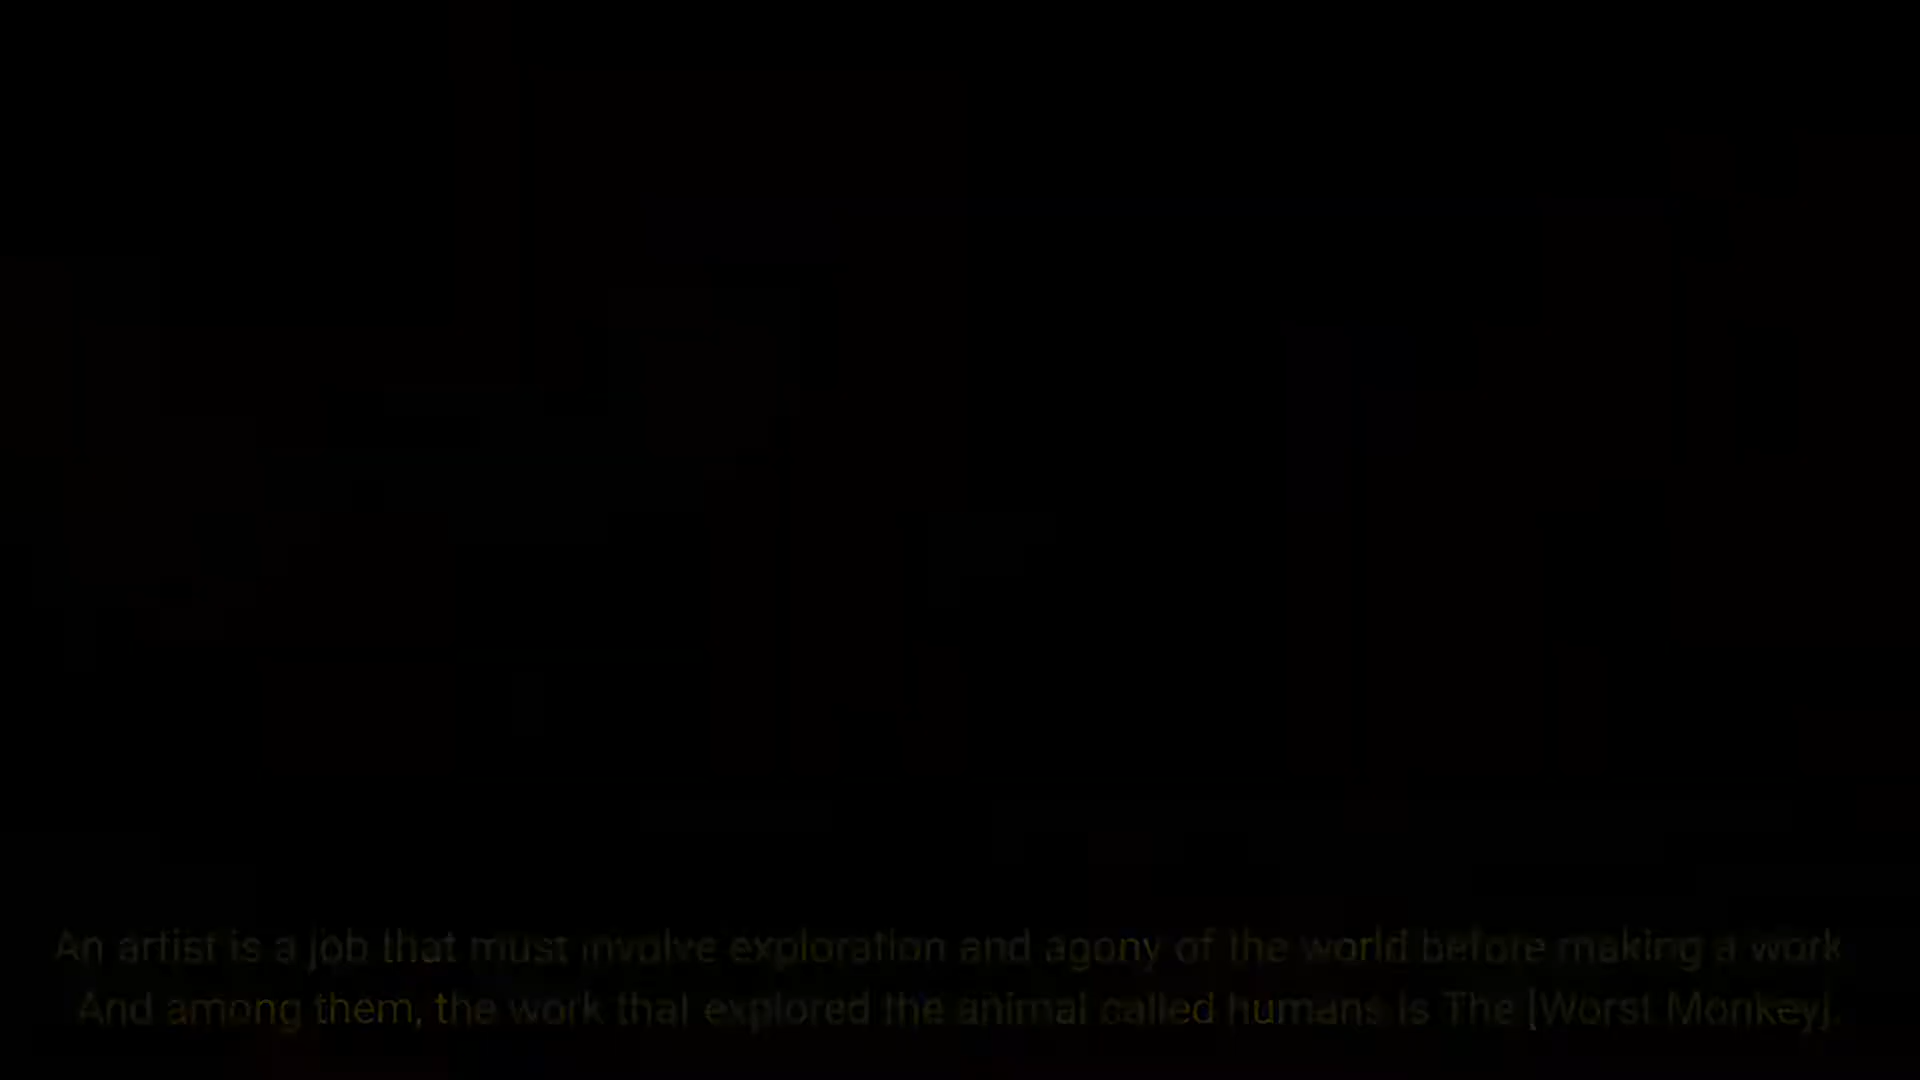 An artist is a job that must involve exploration and agony of the world before making a work
And among them, the work that explored the animal called humans is The [Worst Monkey].